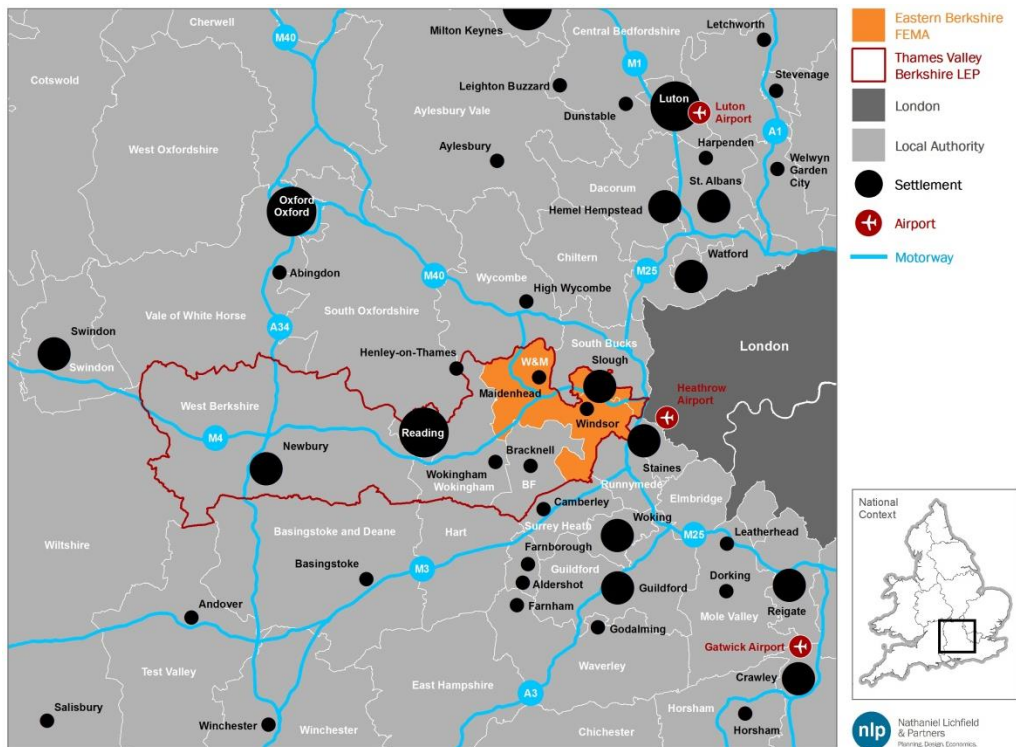 Cherwell
M40
Milton Keynes
Central Bedfordshire
Letchworth
M1
Cotswold
Leighton Buzzard
Stevenage
Aylesbury Vale
Dunstable
Luton
Luton
Airport
A1
West Oxfordshire
Aylesbury
Harpenden
Welwyn
Garden
City
Dacorum
St. Albans
Oxford
Oxford
Hemel Hempstead
Abingdon
M40
Wycombe
Chiltern
M25
Watford
High Wycombe
Vale of White Horse
South Oxfordshire
A34
Swindon
Swindon
Henley-on-Thames
South Bucks
W&M
Slough
London
Maidenhead
Heathrow
Airport
West Berkshire
M4
Windsor
Reading
Newbury
Bracknell
Staines
Wokingham
Wokingham
BF
Runnymede
Camberley
Elmbridge
Basingstoke and Deane
Hart
Surrey Heath
Woking
M25
Leatherhead
Wiltshire
Farnborough
Guildford
M3
Basingstoke
Aldershot
Guildford
Dorking
Andover
Farnham
Reigate
Mole Valley
Godalming
Gatwick Airport
Test Valley
Waverley
East Hampshire
A3
Crawley
Salisbury
Winchester
Winchester
Horsham
Horsham
Chichester
Eastern Berkshire
FEMA
Thames Valley
Berkshire LEP
London
Local Authority
Settlement
Airport
Motorway
National
Context
nlp
Nathaniel Lichfield
& Partners
Planning. Design. Economics.